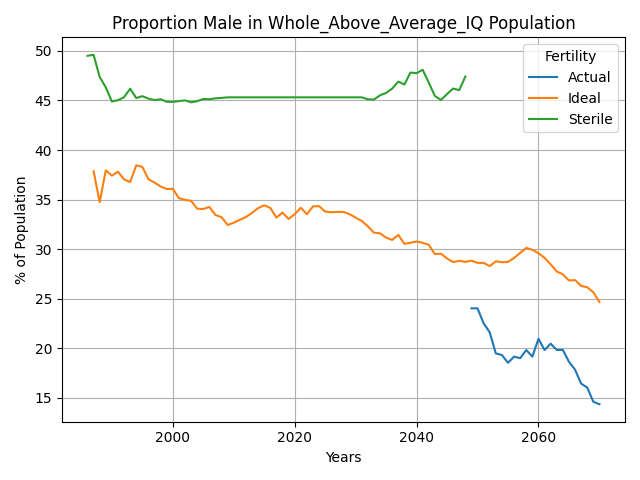 Proportion Male in Whole_Above_Average_IQ Population
Fertility
Actual
Ideal
Sterile
% of Population
50
45
40
35
30
25
20
15
2000
2020
2040
2060
Years